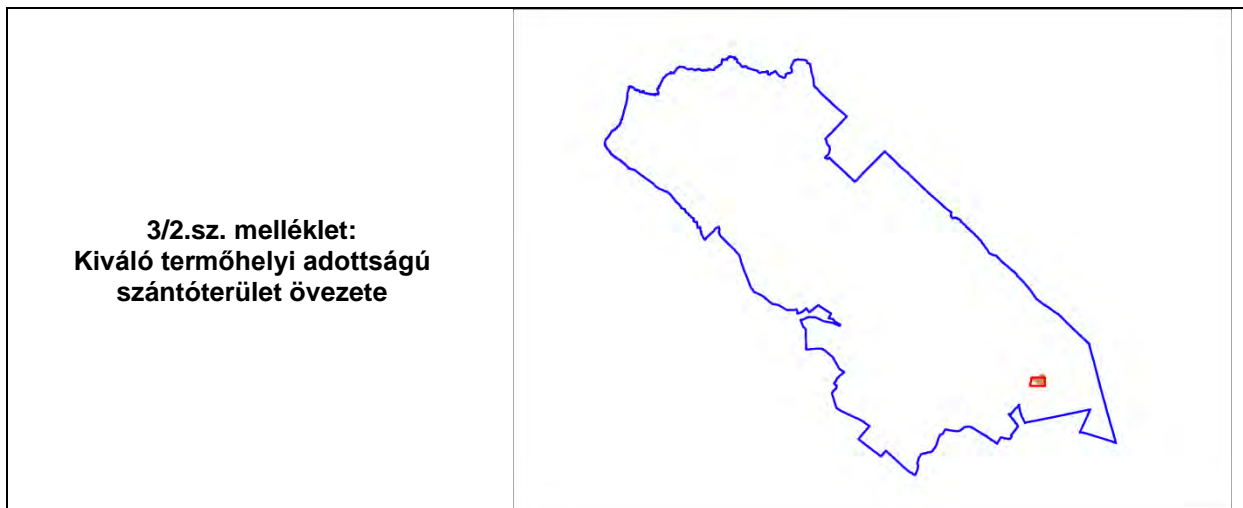 3/2.sz. melléklet:
Kiváló termőhelyi adottságú
szántóterület övezete